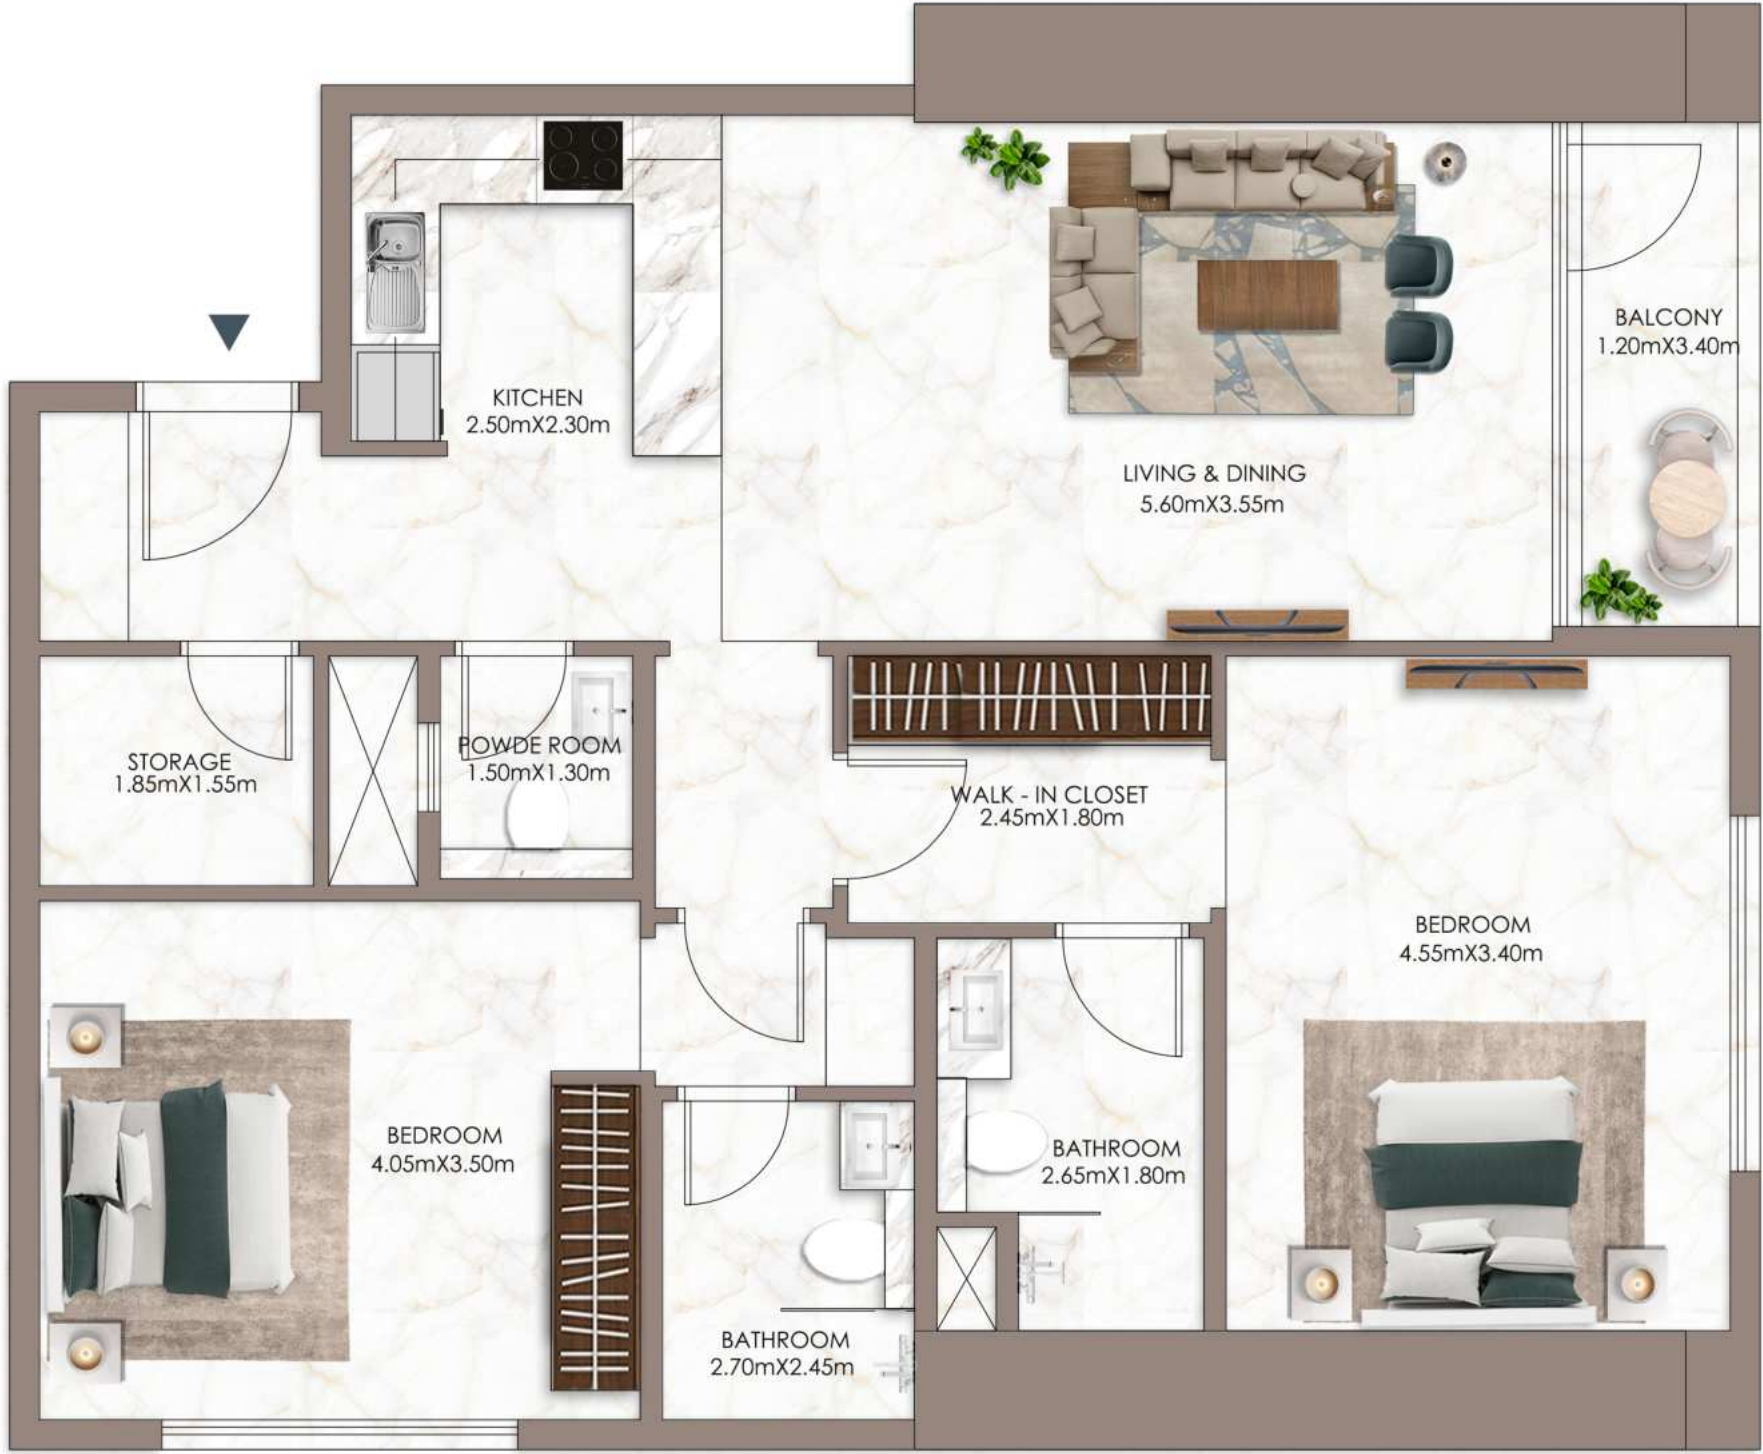 BALCONY
1.20mX3.40m
KITCHEN
2.50mX2.30m
LIVING & DINING
5.60mX3.55m
STORAGE
1.85mX1.55m
POWDE ROOM
1.50mX1.30m
WALK - IN CLOSET
2.45mX1.80m
BEDROOM
4.55mX3.40m
BEDROOM
4.05mX3.50m
BATHROOM
2.65mX1.80m
BATHROOM
2.70mX2.45m